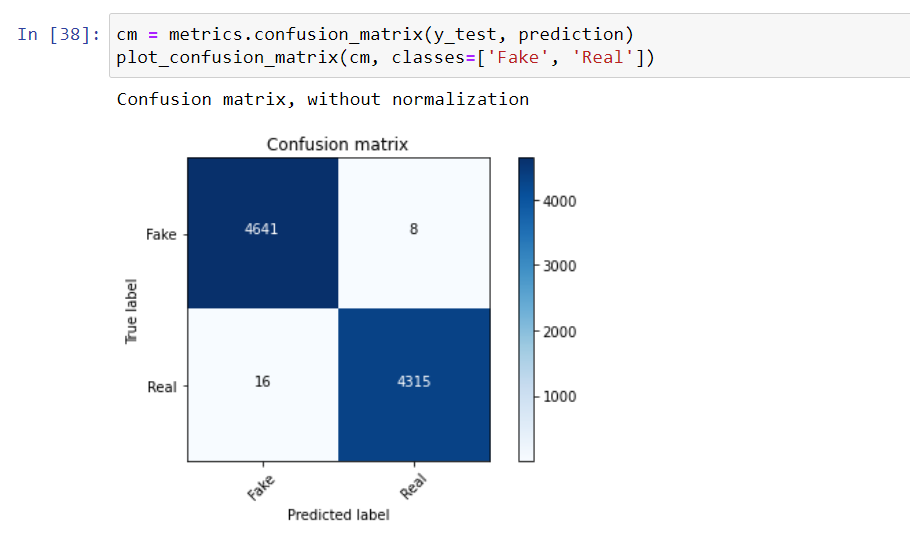 In [38]: cm = metrics.confusion_matrix(y_test, prediction)
plot_confusion_matrix(cm, classes=['Fake', 'Real'])
Confusion matrix, without normalization
Confusion matrix
Fake 4641 8
Real 16 4315
True label
Fake Real
Predicted label
4000
3000
2000
1000